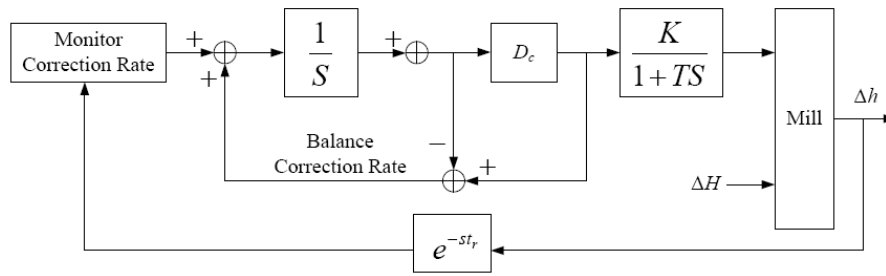 Monitor
Correction Rate
+
+
1
S
+
D_c
K
1+TS
Mill
Δh
Balance
Correction Rate
−
+
ΔH
e^{-st_r}